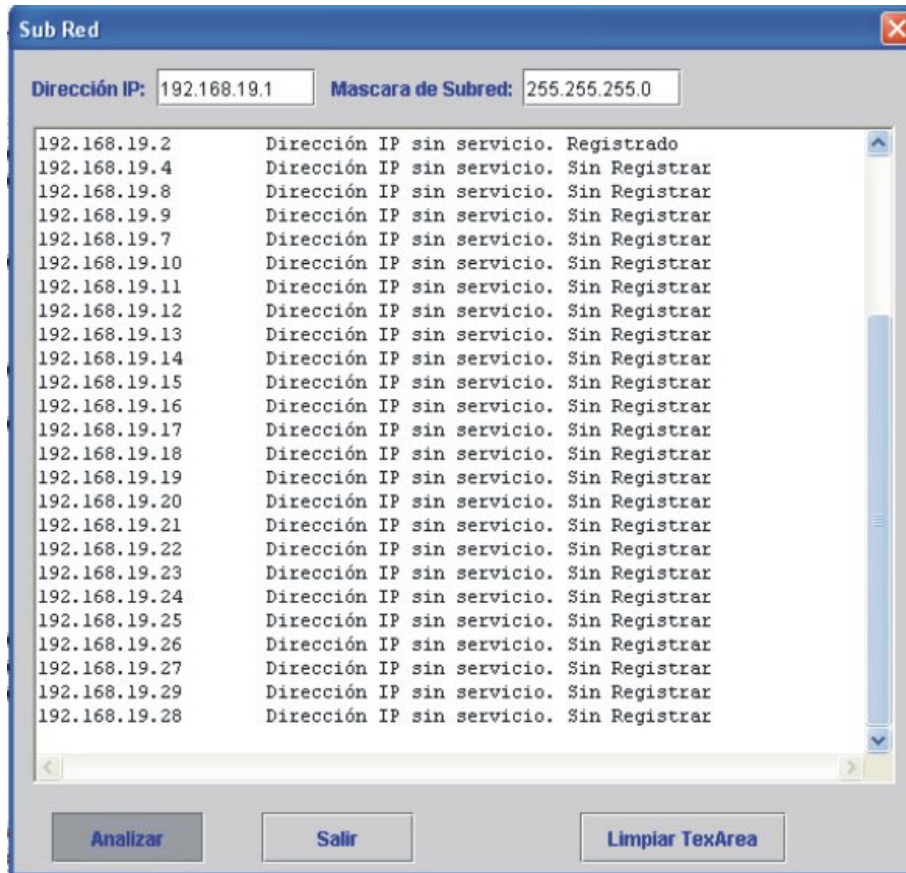 Sub Red
Dirección IP: 192.168.19.1 Mascara de Subred: 255.255.255.0
192.168.19.2 Dirección IP sin servicio. Registrado
192.168.19.4 Dirección IP sin servicio. Sin Registrar
192.168.19.8 Dirección IP sin servicio. Sin Registrar
192.168.19.9 Dirección IP sin servicio. Sin Registrar
192.168.19.7 Dirección IP sin servicio. Sin Registrar
192.168.19.10 Dirección IP sin servicio. Sin Registrar
192.168.19.11 Dirección IP sin servicio. Sin Registrar
192.168.19.12 Dirección IP sin servicio. Sin Registrar
192.168.19.13 Dirección IP sin servicio. Sin Registrar
192.168.19.14 Dirección IP sin servicio. Sin Registrar
192.168.19.15 Dirección IP sin servicio. Sin Registrar
192.168.19.16 Dirección IP sin servicio. Sin Registrar
192.168.19.17 Dirección IP sin servicio. Sin Registrar
192.168.19.18 Dirección IP sin servicio. Sin Registrar
192.168.19.19 Dirección IP sin servicio. Sin Registrar
192.168.19.20 Dirección IP sin servicio. Sin Registrar
192.168.19.21 Dirección IP sin servicio. Sin Registrar
192.168.19.22 Dirección IP sin servicio. Sin Registrar
192.168.19.23 Dirección IP sin servicio. Sin Registrar
192.168.19.24 Dirección IP sin servicio. Sin Registrar
192.168.19.25 Dirección IP sin servicio. Sin Registrar
192.168.19.26 Dirección IP sin servicio. Sin Registrar
192.168.19.27 Dirección IP sin servicio. Sin Registrar
192.168.19.29 Dirección IP sin servicio. Sin Registrar
192.168.19.28 Dirección IP sin servicio. Sin Registrar
Analizar Salir Limpiar TexArea